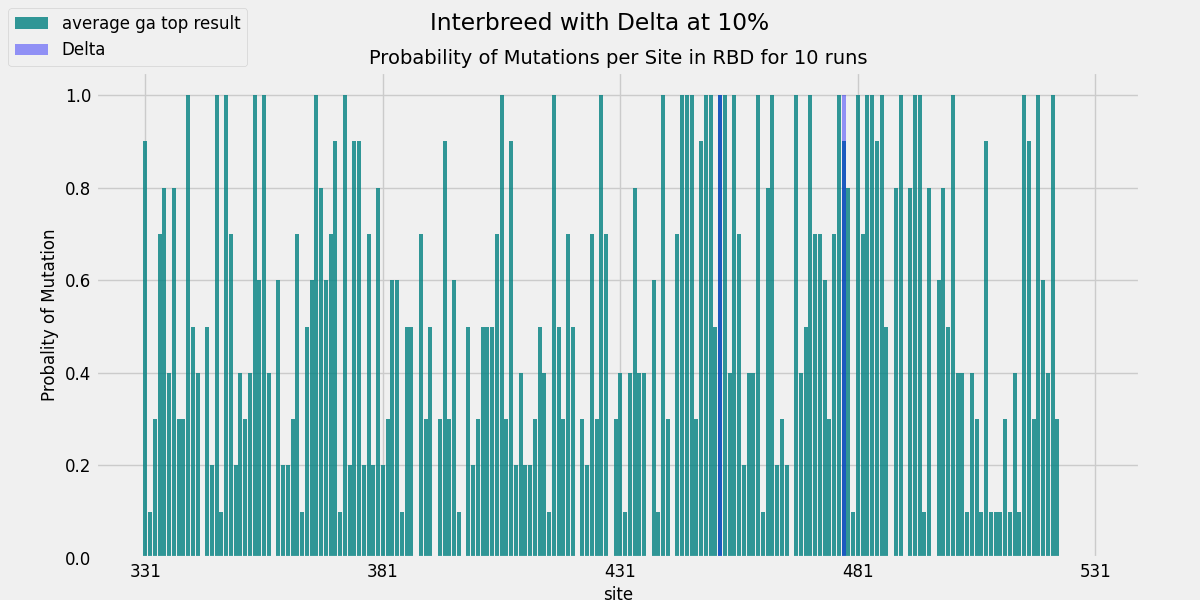 average ga top result
Delta
Interbreed with Delta at 10%
Probability of Mutations per Site in RBD for 10 runs
Probality of Mutation
1.0
0.8
0.6
0.4
0.2
0.0
331 381 431 481 531
site